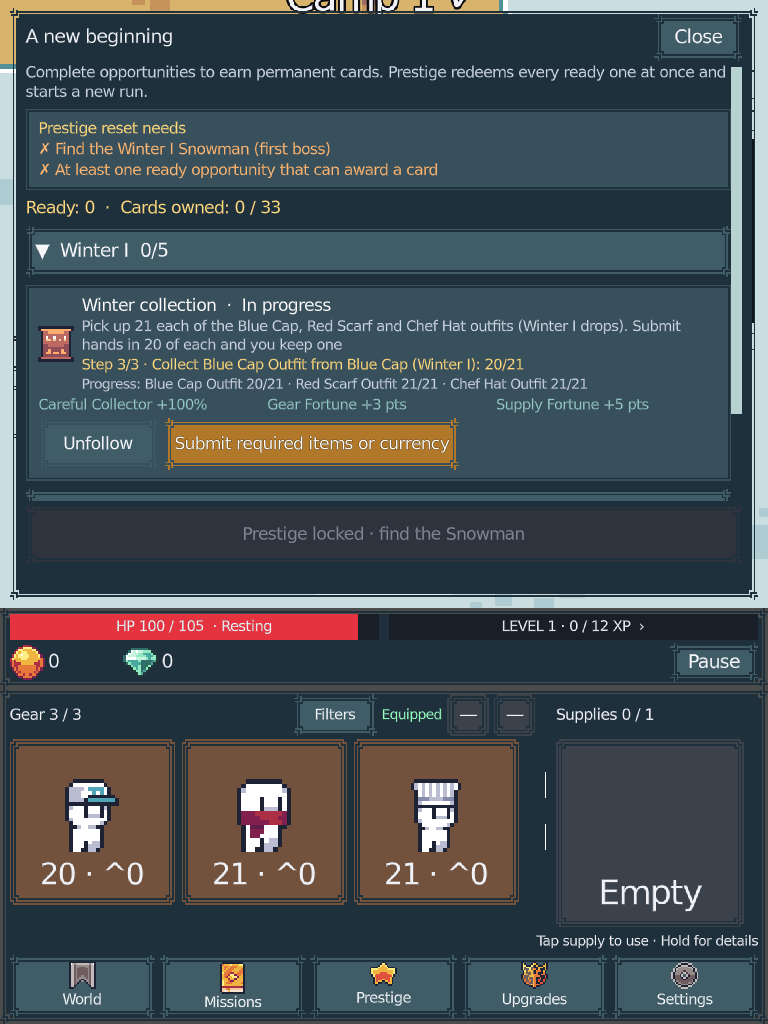 Camp 1 ✓
A new beginning
Close
Complete opportunities to earn permanent cards. Prestige redeems every ready one at once and
starts a new run.
Prestige reset needs
✗ Find the Winter I Snowman (first boss)
✗ At least one ready opportunity that can award a card
Ready: 0 · Cards owned: 0 / 33
▼ Winter I 0/5
Winter collection · In progress
Pick up 21 each of the Blue Cap, Red Scarf and Chef Hat outfits (Winter I drops). Submit
hands in 20 of each and you keep one
Step 3/3 · Collect Blue Cap Outfit from Blue Cap (Winter I): 20/21
Progress: Blue Cap Outfit 20/21 · Red Scarf Outfit 21/21 · Chef Hat Outfit 21/21
Careful Collector +100% Gear Fortune +3 pts Supply Fortune +5 pts
Unfollow
Submit required items or currency
Prestige locked · find the Snowman
HP 100 / 105 · Resting
LEVEL 1 · 0 / 12 XP ›
0
0
Pause
Gear 3 / 3
Filters
Equipped
—
—
Supplies 0 / 1
20 · ^0
21 · ^0
21 · ^0
Empty
Tap supply to use · Hold for details
World
Missions
Prestige
Upgrades
Settings